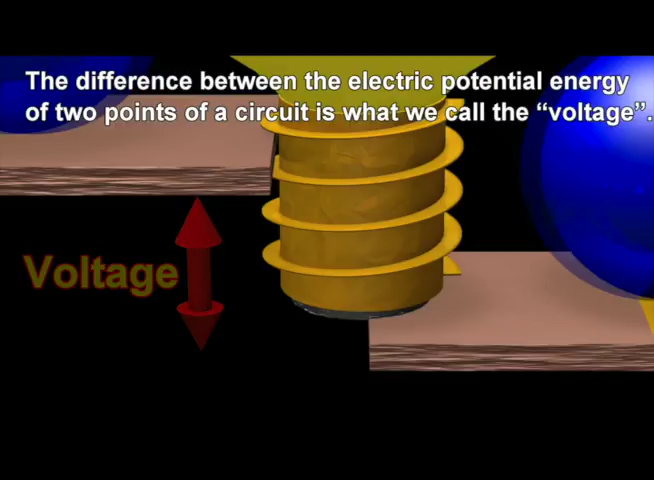 The difference between the electric potential energy
of two points of a circuit is what we call the “voltage”.
Voltage